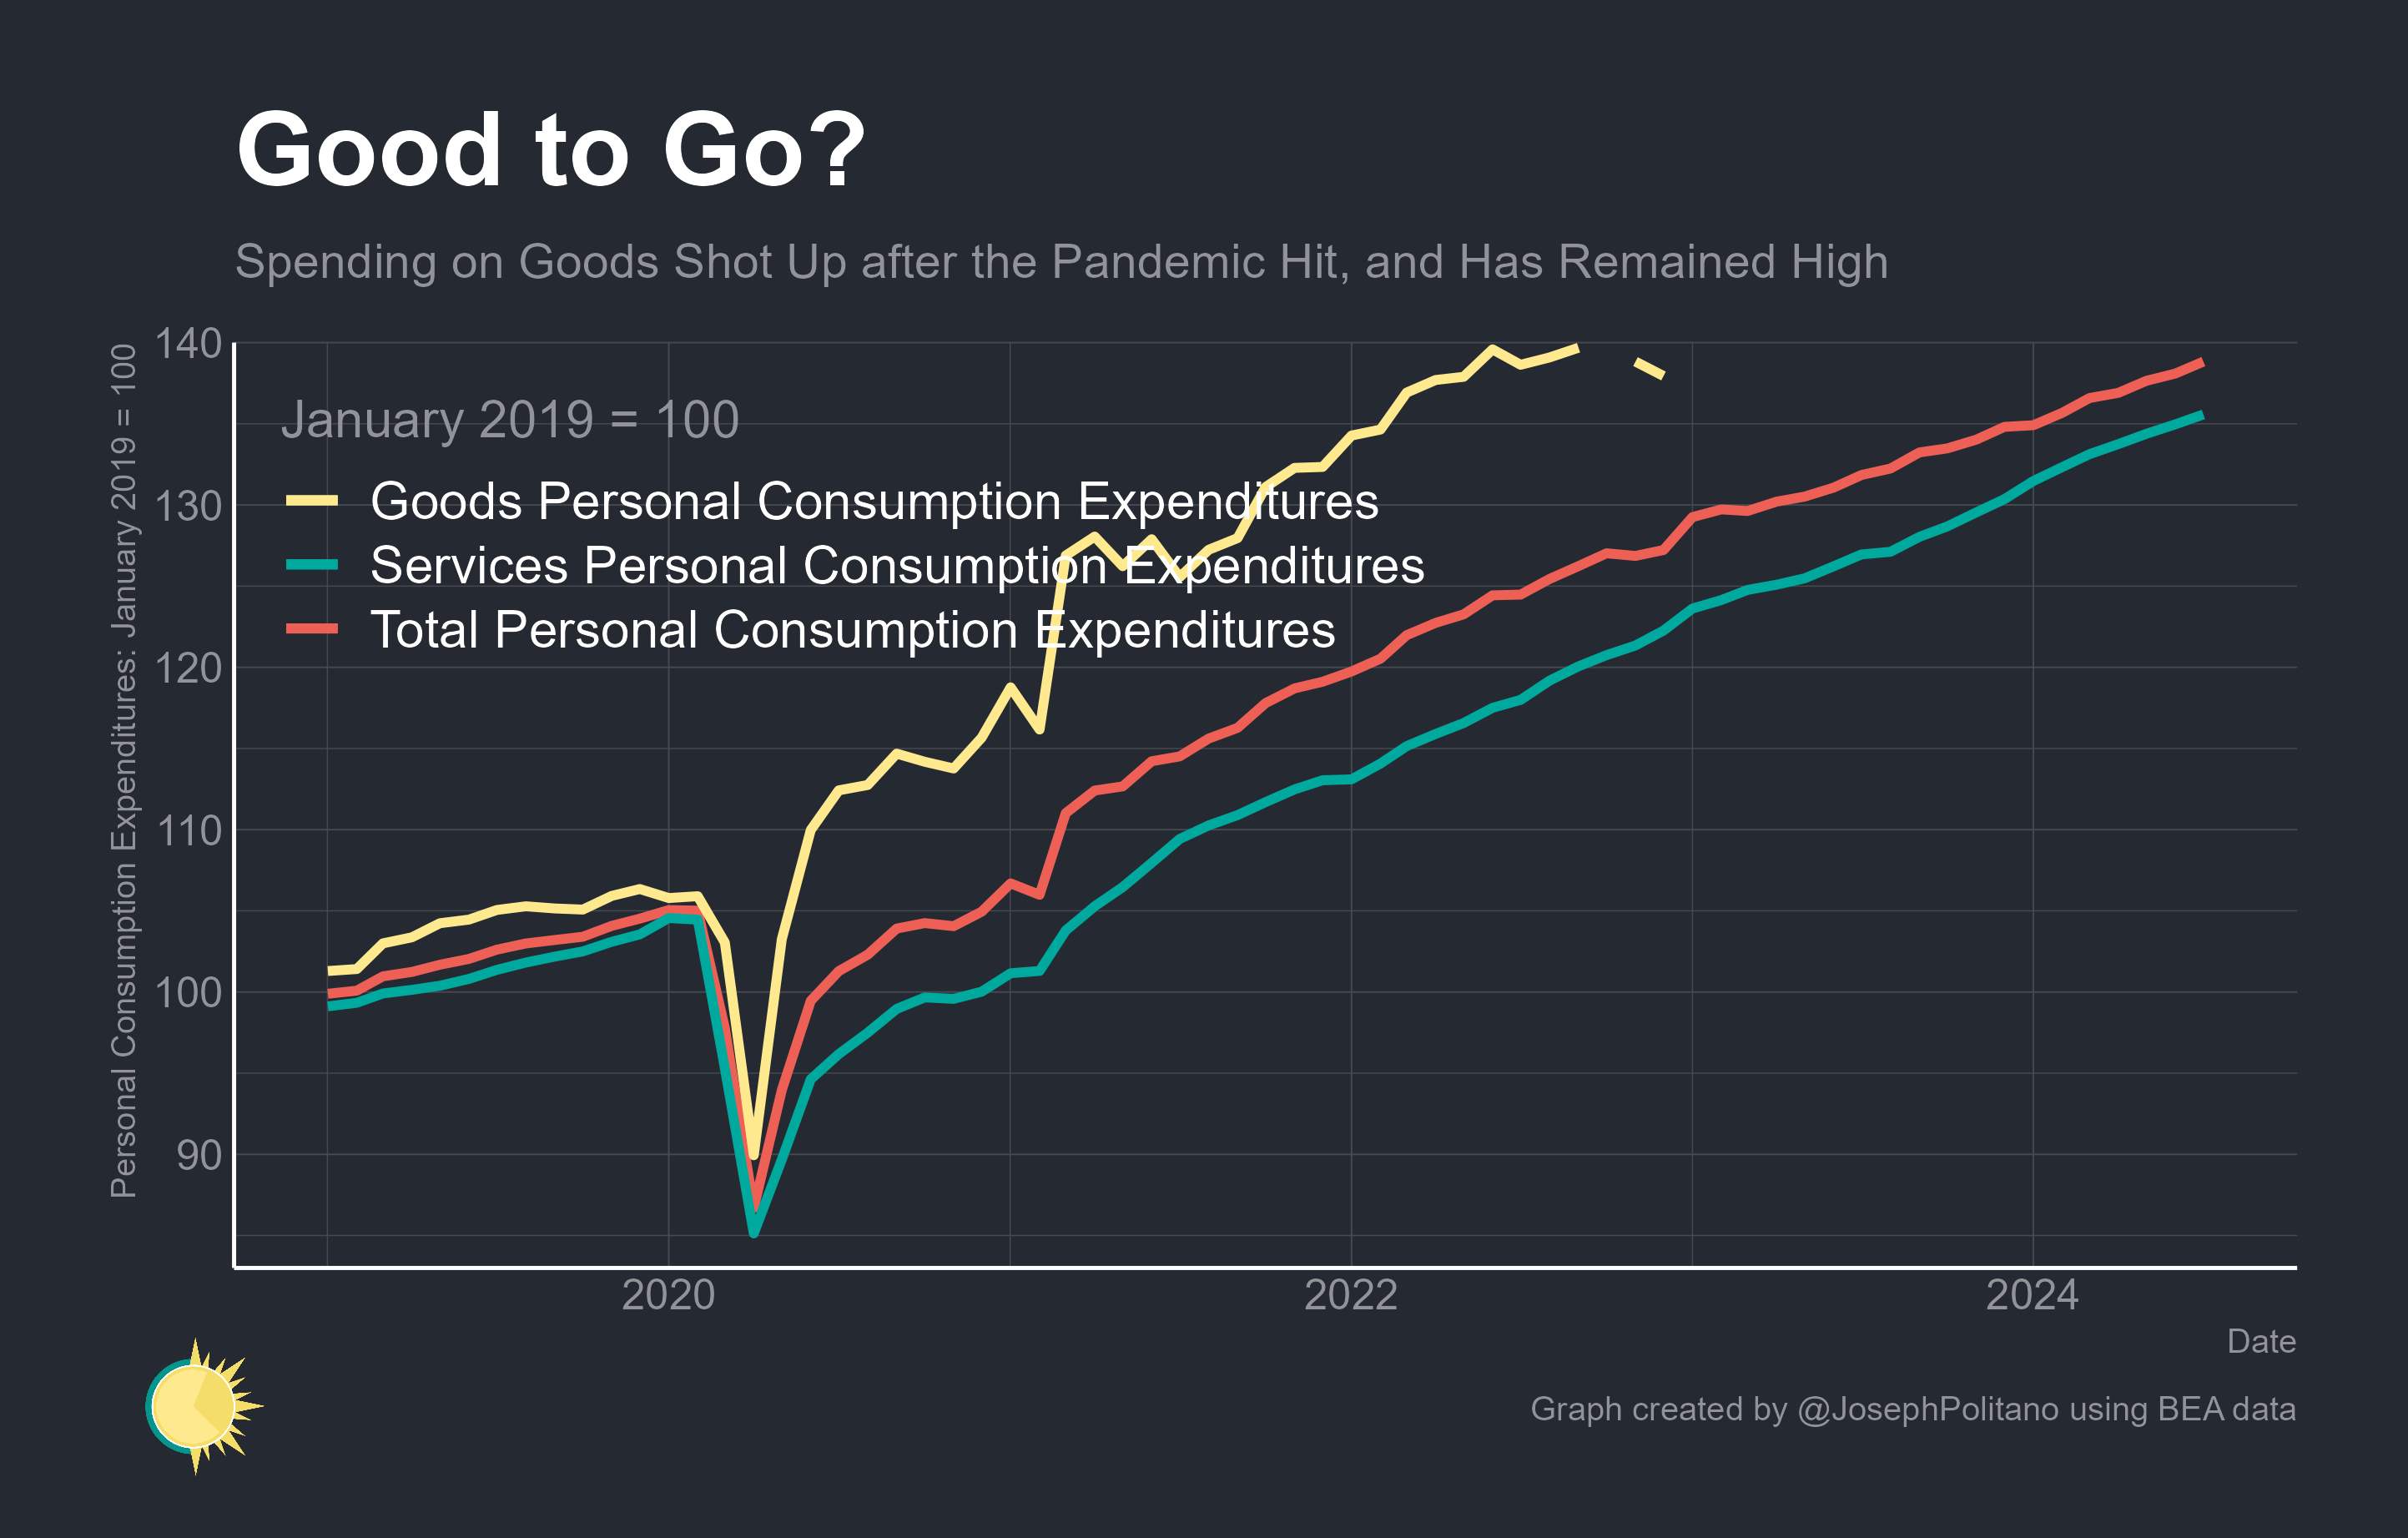 Good to Go?
Spending on Goods Shot Up after the Pandemic Hit, and Has Remained High
Personal Consumption Expenditures: January 2019 = 100
140
130
120
110
100
90
January 2019 = 100
Goods Personal Consumption Expenditures
Services Personal Consumption Expenditures
Total Personal Consumption Expenditures
2020
2022
2024
Date
Graph created by @JosephPolitano using BEA data